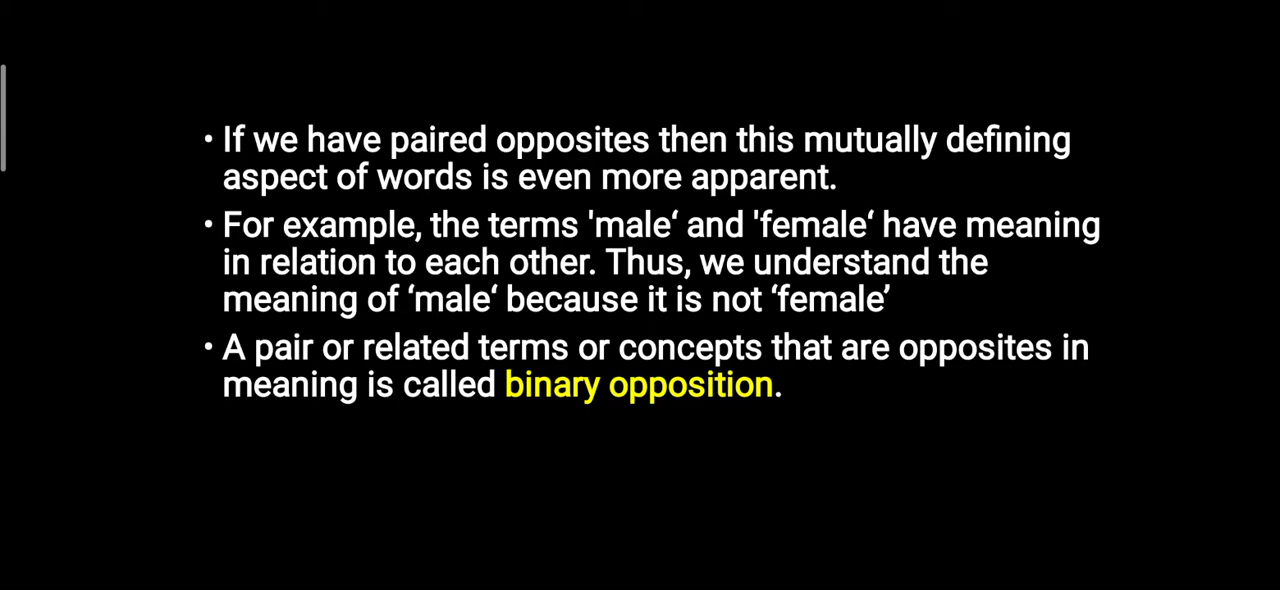 • If we have paired opposites then this mutually defining
aspect of words is even more apparent.
• For example, the terms 'male‘ and 'female‘ have meaning
in relation to each other. Thus, we understand the
meaning of ‘male‘ because it is not ‘female’
• A pair or related terms or concepts that are opposites in
meaning is called binary opposition.